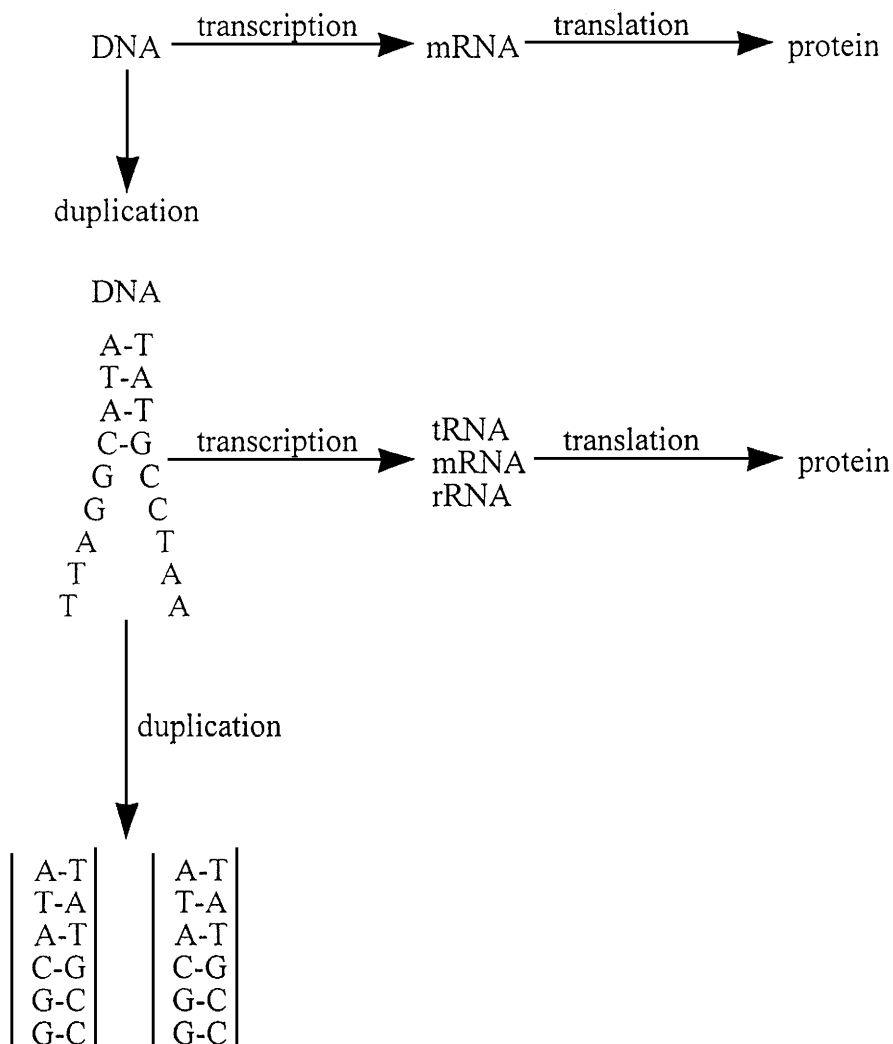 DNA transcription mRNA translation protein
duplication
DNA
A-T
T-A
A-T
C-G
G C
G C
A T
T A
T A
transcription
tRNA
mRNA
rRNA
translation
protein
duplication
A-T A-T
T-A T-A
A-T A-T
C-G C-G
G-C G-C
G-C G-C